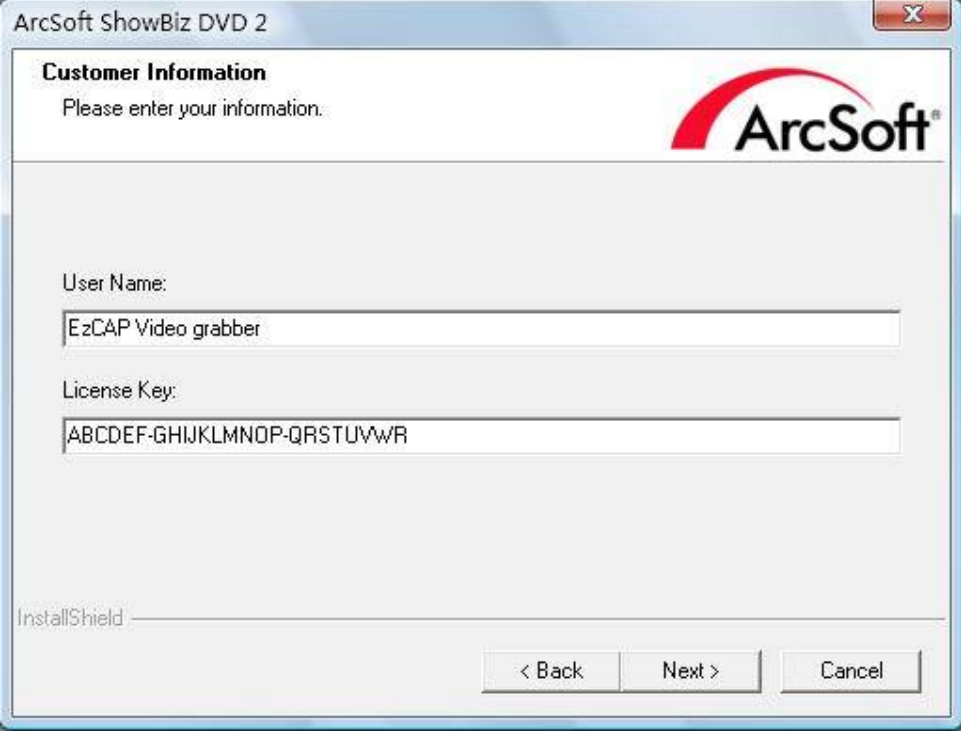 ArcSoft ShowBiz DVD 2
X
Customer Information
Please enter your information.
ArcSoft®
User Name:
EzCAP Video grabber
License Key:
ABCDEF-GHIJKLMNOP-QRSTUVWR
InstallShield
< Back
Next >
Cancel